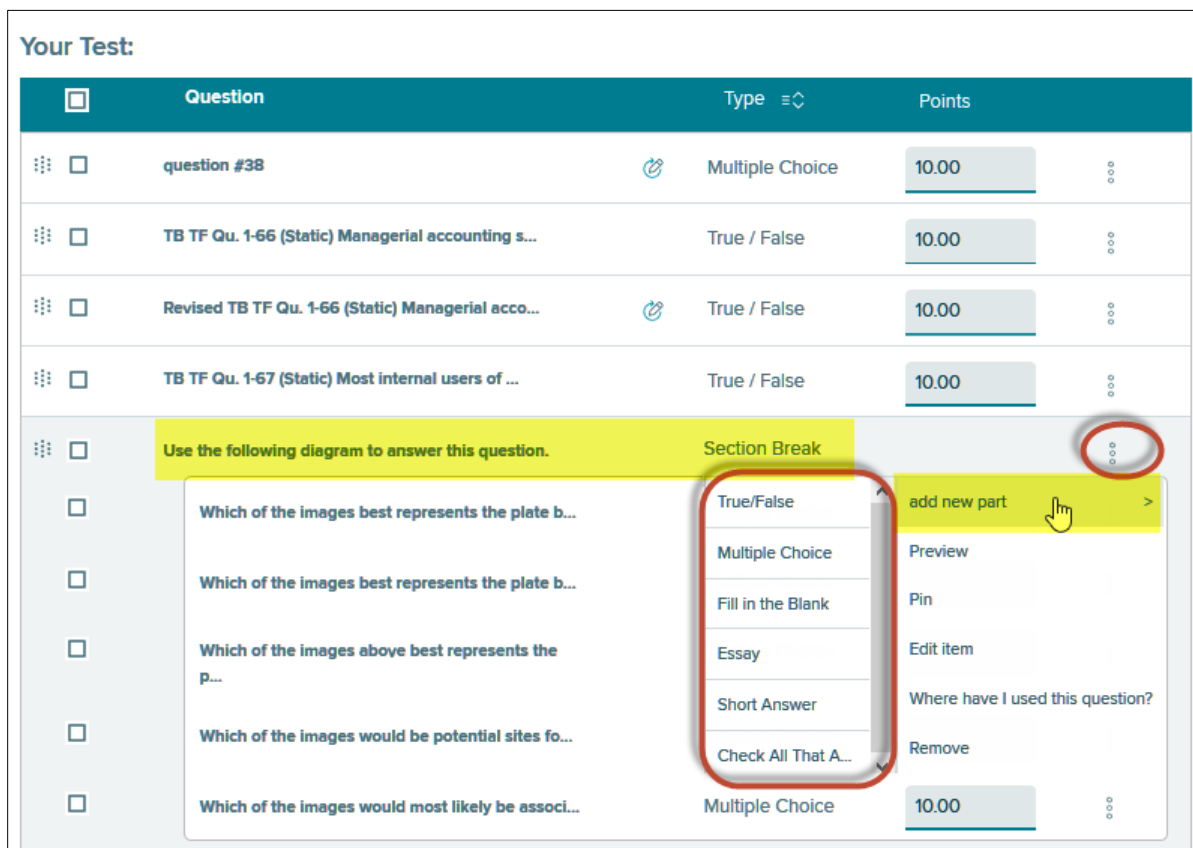 Your Test:
Question Type Points
question #38 Multiple Choice 10.00
TB TF Qu. 1-66 (Static) Managerial accounting s... True / False 10.00
Revised TB TF Qu. 1-66 (Static) Managerial acco... True / False 10.00
TB TF Qu. 1-67 (Static) Most internal users of ... True / False 10.00
Use the following diagram to answer this question. Section Break
Which of the images best represents the plate b...
Which of the images best represents the plate b...
Which of the images above best represents the
p...
Which of the images would be potential sites fo...
Which of the images would most likely be associ... Multiple Choice 10.00
True/False
Multiple Choice
Fill in the Blank
Essay
Short Answer
Check All That A...
add new part >
Preview
Pin
Edit item
Where have I used this question?
Remove